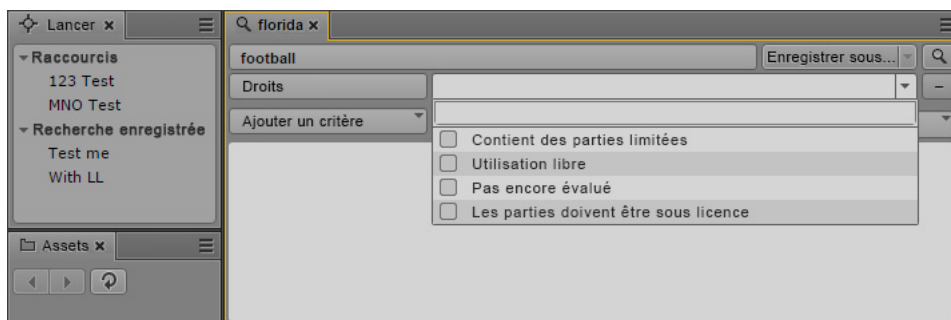 Lancer x
Raccourcis
123 Test
MNO Test
Recherche enregistrée
Test me
With LL
Assets x
florida x
football
Enregistrer sous...
Droits
Ajouter un critère
Contient des parties limitées
Utilisation libre
Pas encore évalué
Les parties doivent être sous licence